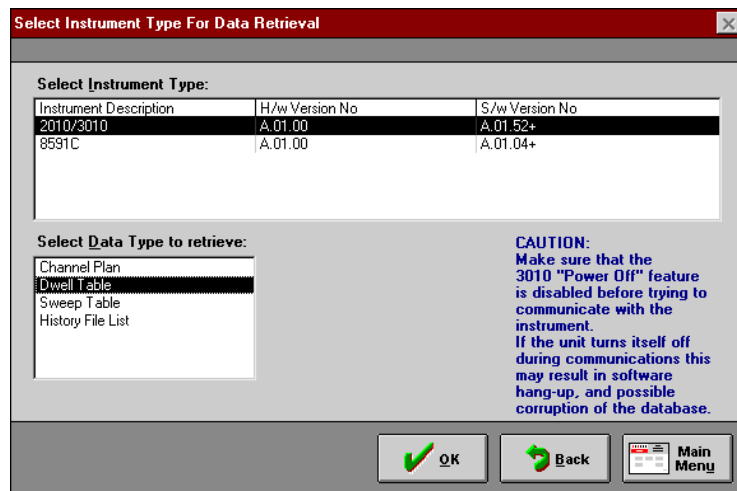 Select Instrument Type For Data Retrieval
Select Instrument Type:
Instrument Description H/w Version No S/w Version No
2010/3010 A.01.00 A.01.52+
8591C A.01.00 A.01.04+
Select Data Type to retrieve:
Channel Plan
Dwell Table
Sweep Table
History File List
CAUTION:
Make sure that the
3010 "Power Off" feature
is disabled before trying to
communicate with the
instrument.
If the unit turns itself off
during communications this
may result in software
hang-up, and possible
corruption of the database.
OK
Back
Main
Menu